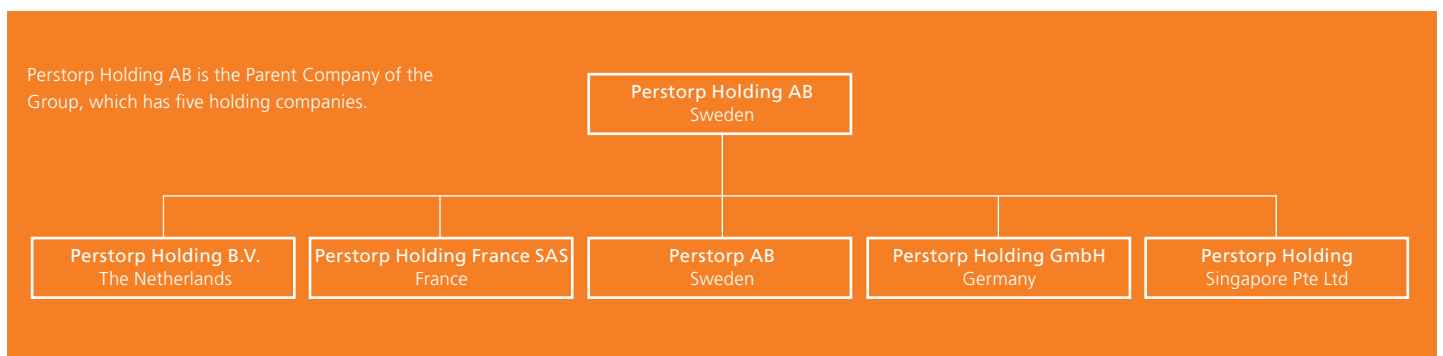 Perstorp Holding AB is the Parent Company of the
Group, which has five holding companies.
Perstorp Holding AB
Sweden
Perstorp Holding B.V.
The Netherlands
Perstorp Holding France SAS
France
Perstorp AB
Sweden
Perstorp Holding GmbH
Germany
Perstorp Holding
Singapore Pte Ltd